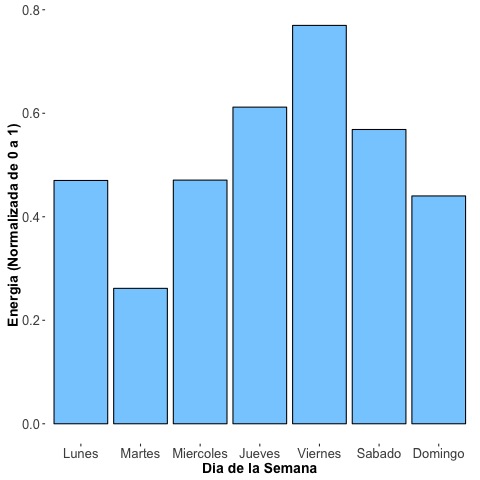 0.8
0.6
0.4
0.2
0.0
Energia (Normalizada de 0 a 1)
Lunes Martes Miercoles Jueves Viernes Sabado Domingo
Dia de la Semana